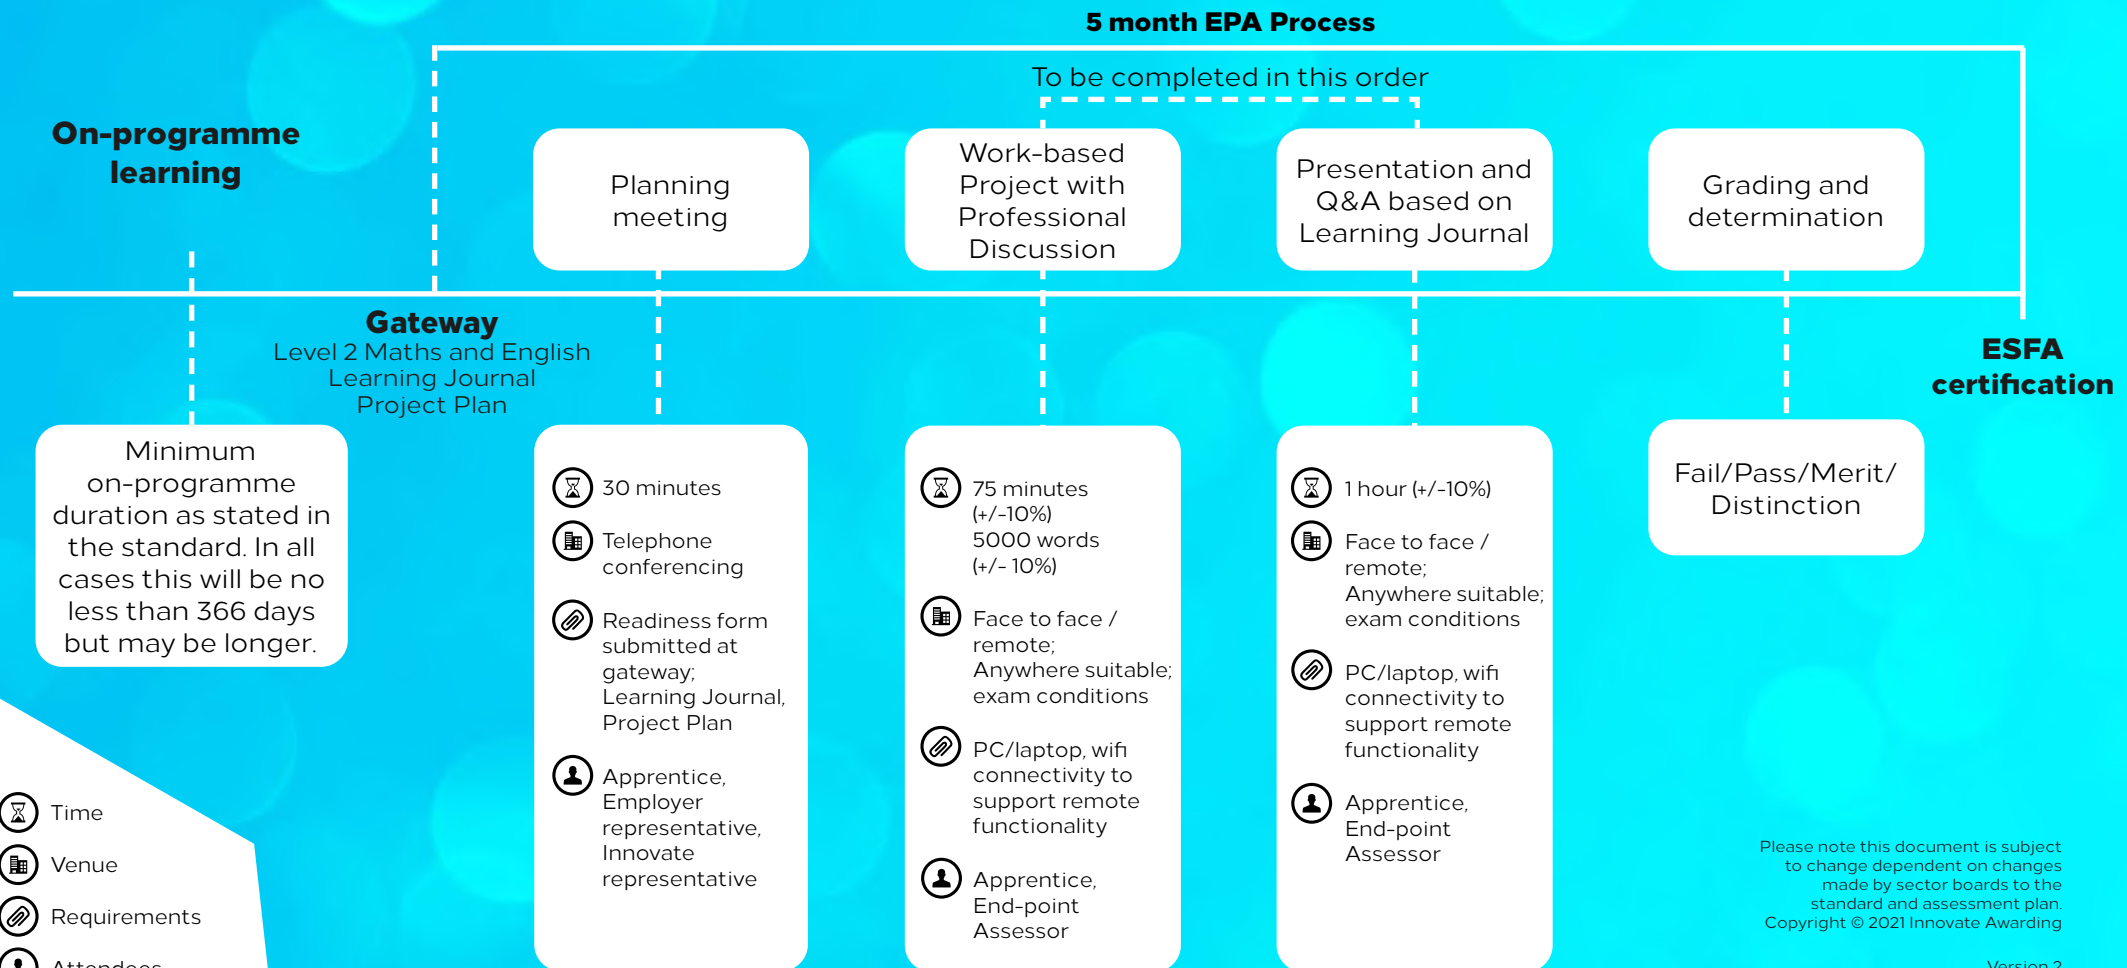 5 month EPA Process
To be completed in this order
On-programme
learning
Planning
meeting
Work-based
Project with
Professional
Discussion
Presentation and
Q&A based on
Learning Journal
Grading and
determination
Gateway
Level 2 Maths and English
Learning Journal
Project Plan
ESFA
certification
Minimum
on-programme
duration as stated in
the standard. In all
cases this will be no
less than 366 days
but may be longer.
30 minutes
Telephone
conferencing
Readiness form
submitted at
gateway;
Learning Journal,
Project Plan
Apprentice,
Employer
representative,
Innovate
representative
75 minutes
(+/-10%)
5000 words
(+/- 10%)
Face to face /
remote;
Anywhere suitable;
exam conditions
PC/laptop, wifi
connectivity to
support remote
functionality
Apprentice,
End-point
Assessor
1 hour (+/-10%)
Face to face /
remote;
Anywhere suitable;
exam conditions
PC/laptop, wifi
connectivity to
support remote
functionality
Apprentice,
End-point
Assessor
Fail/Pass/Merit/
Distinction
Time
Venue
Requirements
Attendees
Please note this document is subject
to change dependent on changes
made by sector boards to the
standard and assessment plan.
Copyright © 2021 Innovate Awarding
Version 2